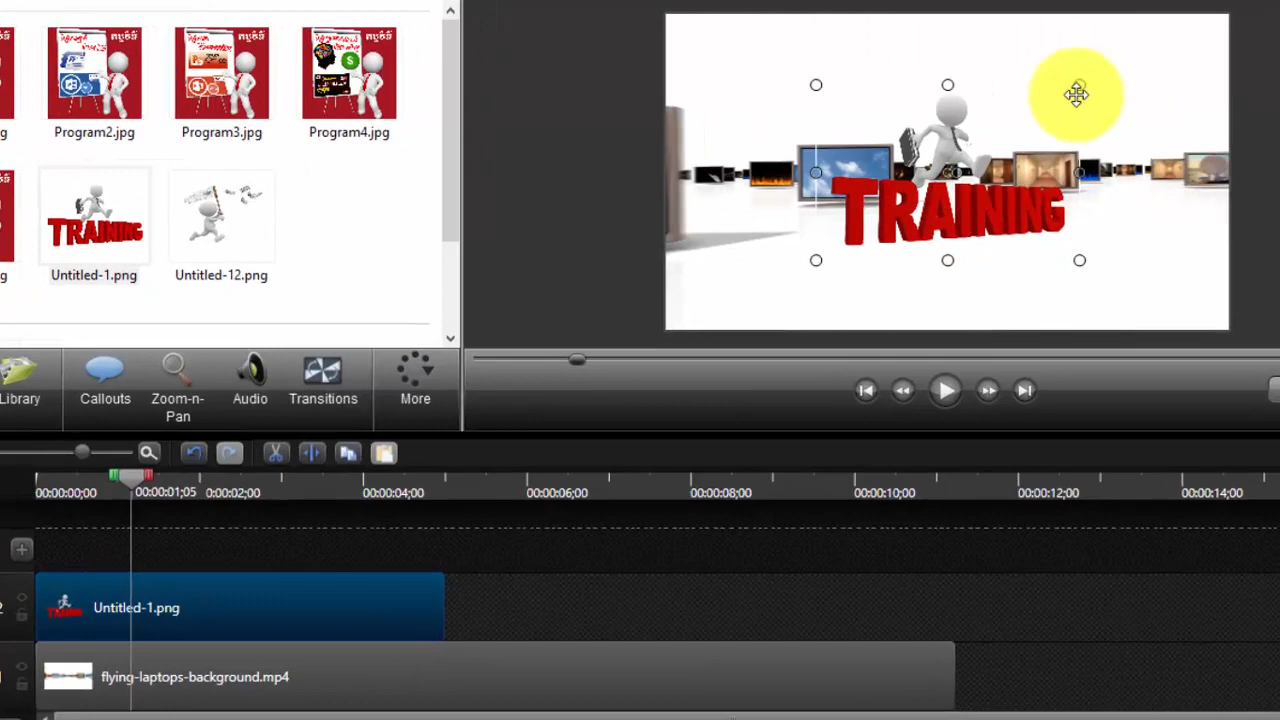 Program2.jpg
Program3.jpg
Program4.jpg
TRAINING
Untitled-1.png
Untitled-12.png
TRAINING
Library
Callouts
Zoom-n-
Pan
Audio
Transitions
More
00:00:00;00
00:00:01;05
0:00:02;00
00:00:04;00
00:00:06;00
00:00:08;00
00:00:10;00
00:00:12;00
00:00:14;00
TRAINING
Untitled-1.png
flying-laptops-background.mp4